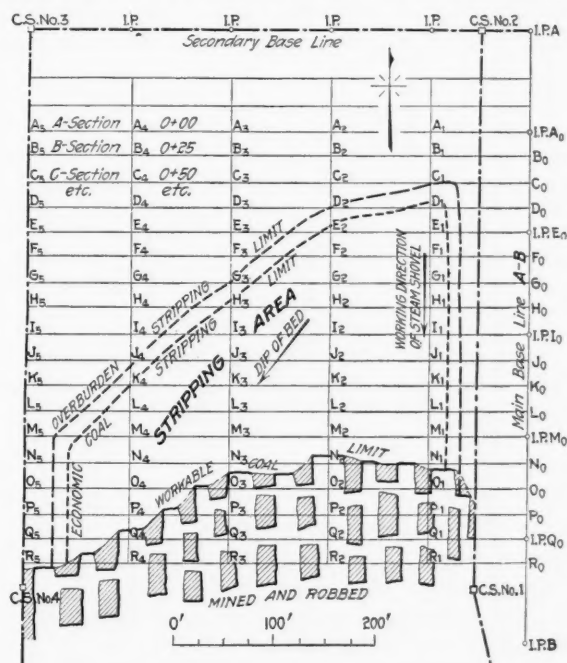 C.S.No.3 I.P. I.P. I.P. I.P. C.S.No.2
I.P.A
Secondary Base Line
A₅ A-Section A₄ 0+00 A₃ A₂ A₁ I.P.A₀
B₅ B-Section B₄ 0+25 B₃ B₂ B₁ B₀
C₅ C-Section C₄ 0+50 C₃ C₂ C₁ C₀
etc. etc.
D₅ D₄ D₃ D₂ D₁ D₀
E₅ E₄ E₃ E₂ E₁ I.P.E₀
F₅ F₄ F₃ F₂ F₁ F₀
G₅ G₄ G₃ G₂ G₁ G₀
H₅ H₄ H₃ H₂ H₁ H₀
I₅ I₄ I₃ I₂ I₁ I.P.I₀
J₅ J₄ J₃ J₂ J₁ J₀
K₅ K₄ K₃ K₂ K₁ K₀
L₅ L₄ L₃ L₂ L₁ L₀
M₅ M₄ M₃ M₂ M₁ I.P.M₀
N₅ N₄ N₃ N₂ N₁ N₀
O₅ O₄ O₃ O₂ O₁ O₀
P₅ P₄ P₃ P₂ P₁ P₀
Q₅ Q₄ Q₃ Q₂ Q₁ I.P.Q₀
R₅ R₄ R₃ R₂ R₁ R₀
OVERBURDEN STRIPPING LIMIT
ECONOMIC COAL STRIPPING LIMIT
STRIPPING AREA
DIP OF BED
WORKING DIRECTION
OF STEAM SHOVEL
Main Base Line A-B
WORKABLE COAL LIMIT
C.S.No.4 C.S.No.1
MINED AND ROBBED
0' 100' 200'
I.P.B